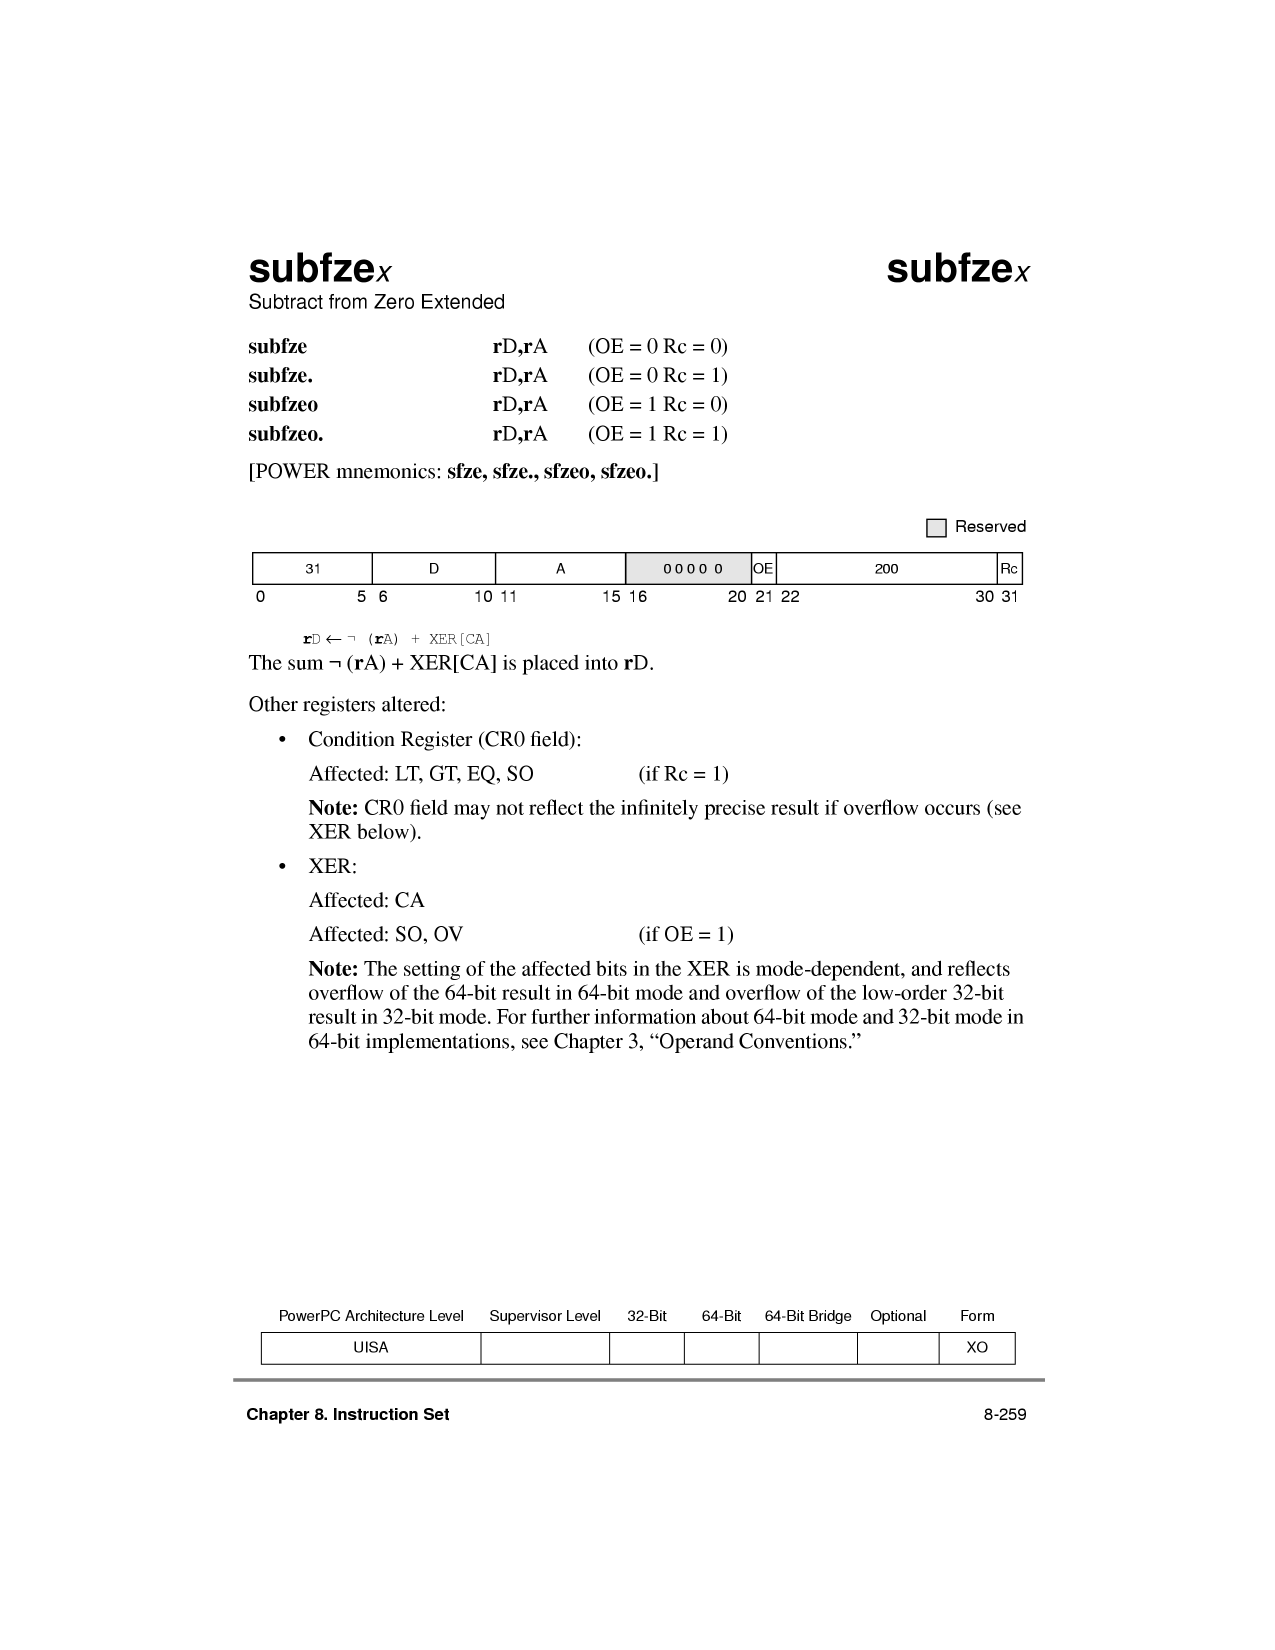 subfzex subfzex
Subtract from Zero Extended
subfze rD,rA (OE = 0 Rc = 0)
subfze. rD,rA (OE = 0 Rc = 1)
subfzeo rD,rA (OE = 1 Rc = 0)
subfzeo. rD,rA (OE = 1 Rc = 1)
[POWER mnemonics: sfze, sfze., sfzeo, sfzeo.]
Reserved
31 D A 0 0 0 0 0 OE 200 Rc
0 5 6 10 11 15 16 20 21 22 30 31
rD ← ¬ (rA) + XER[CA]
The sum ¬ (rA) + XER[CA] is placed into rD.
Other registers altered:
• Condition Register (CR0 field):
Affected: LT, GT, EQ, SO (if Rc = 1)
Note: CR0 field may not reflect the infinitely precise result if overflow occurs (see
XER below).
• XER:
Affected: CA
Affected: SO, OV (if OE = 1)
Note: The setting of the affected bits in the XER is mode-dependent, and reflects
overflow of the 64-bit result in 64-bit mode and overflow of the low-order 32-bit
result in 32-bit mode. For further information about 64-bit mode and 32-bit mode in
64-bit implementations, see Chapter 3, “Operand Conventions.”
PowerPC Architecture Level Supervisor Level 32-Bit 64-Bit 64-Bit Bridge Optional Form
UISA XO
Chapter 8. Instruction Set 8-259